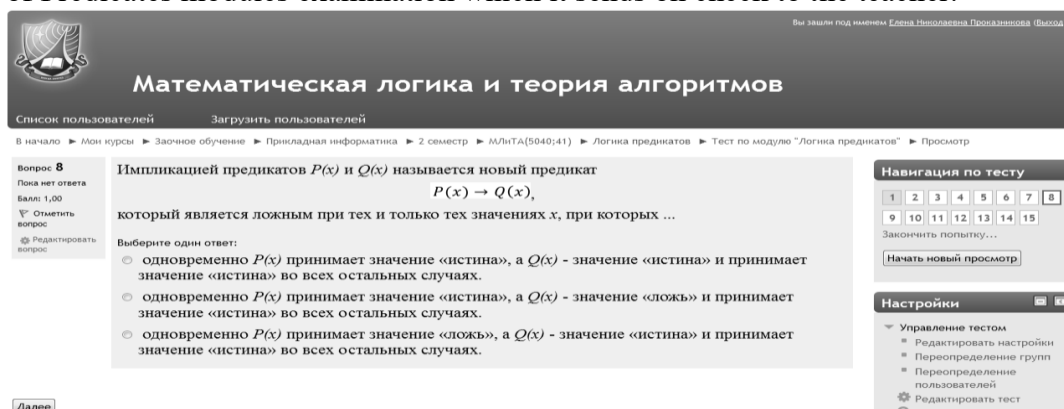 Вы зашли под именем Елена Николаевна Проказникова (Выход
Математическая логика и теория алгоритмов
Список пользователей Загрузить пользователей
В начало ► Мои курсы ► Заочное обучение ► Прикладная информатика ► 2 семестр ► МЛиТА(5040;41) ► Логика предикатов ► Тест по модулю "Логика предикатов" ► Просмотр
Вопрос 8
Пока нет ответа
Балл: 1,00
Отметить
вопрос
Редактировать
вопрос
Импликацией предикатов P(x) и Q(x) называется новый предикат
P(x) → Q(x),
который является ложным при тех и только тех значениях x, при которых ...
Выберите один ответ:
одновременно P(x) принимает значение «истина», а Q(x) - значение «истина» и принимает
значение «истина» во всех остальных случаях.
одновременно P(x) принимает значение «истина», а Q(x) - значение «ложь» и принимает
значение «истина» во всех остальных случаях.
одновременно P(x) принимает значение «ложь», а Q(x) - значение «истина» и принимает
значение «истина» во всех остальных случаях.
Далее
Навигация по тесту
1 2 3 4 5 6 7 8
9 10 11 12 13 14 15
Закончить попытку...
Начать новый просмотр
Настройки
Управление тестом
Редактировать настройки
Переопределение групп
Переопределение
пользователей
Редактировать тест